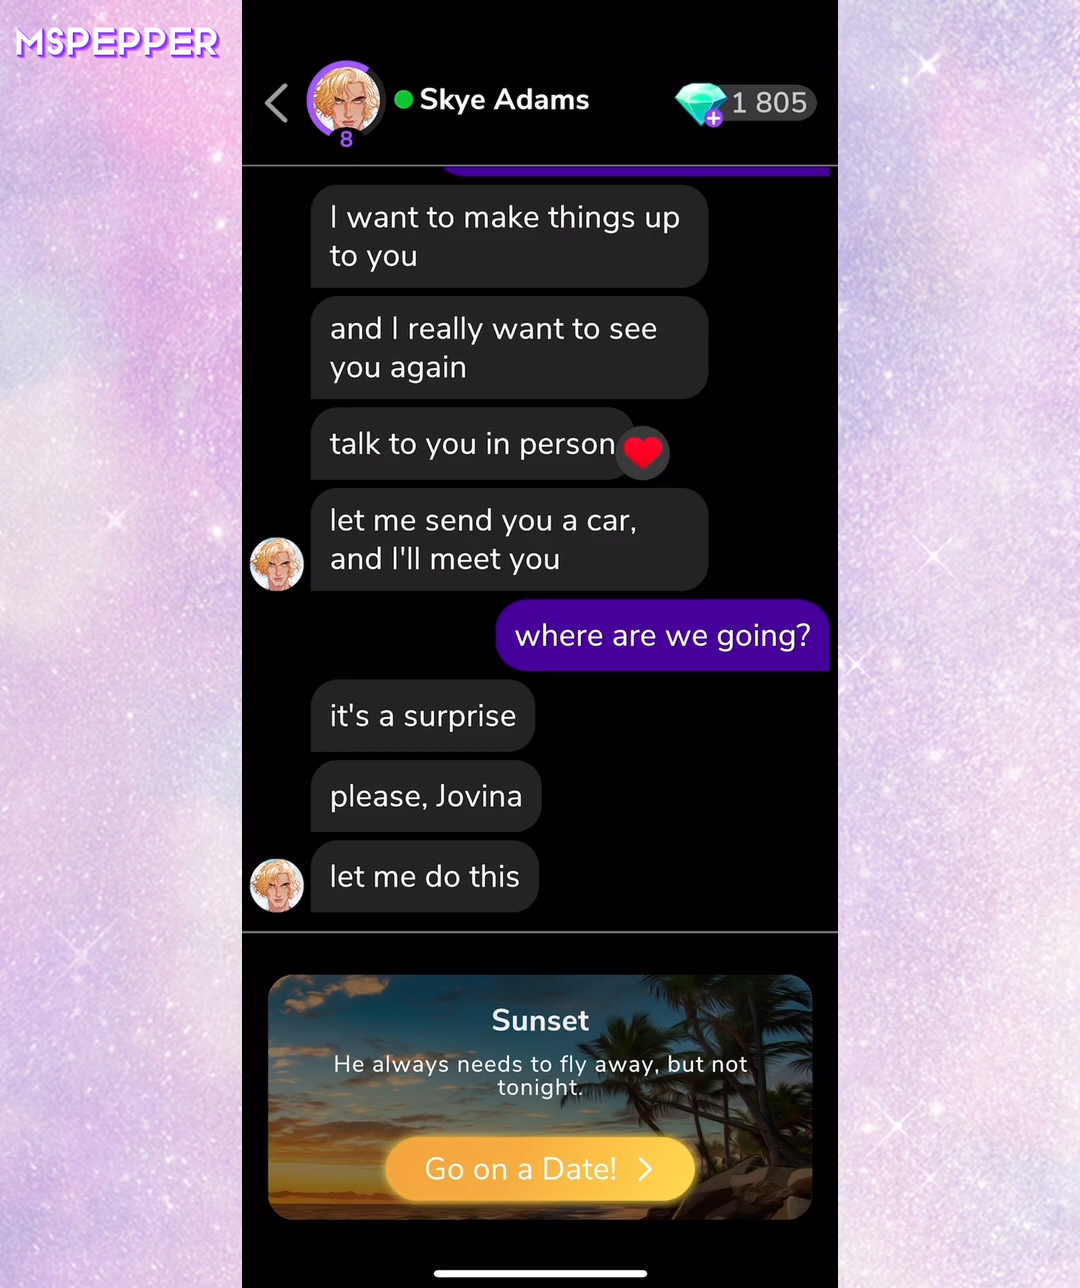 MSPEPPER
Skye Adams
1 805
8
I want to make things up
to you
and I really want to see
you again
talk to you in person
let me send you a car,
and I'll meet you
where are we going?
it's a surprise
please, Jovina
let me do this
Sunset
He always needs to fly away, but not
tonight.
Go on a Date!